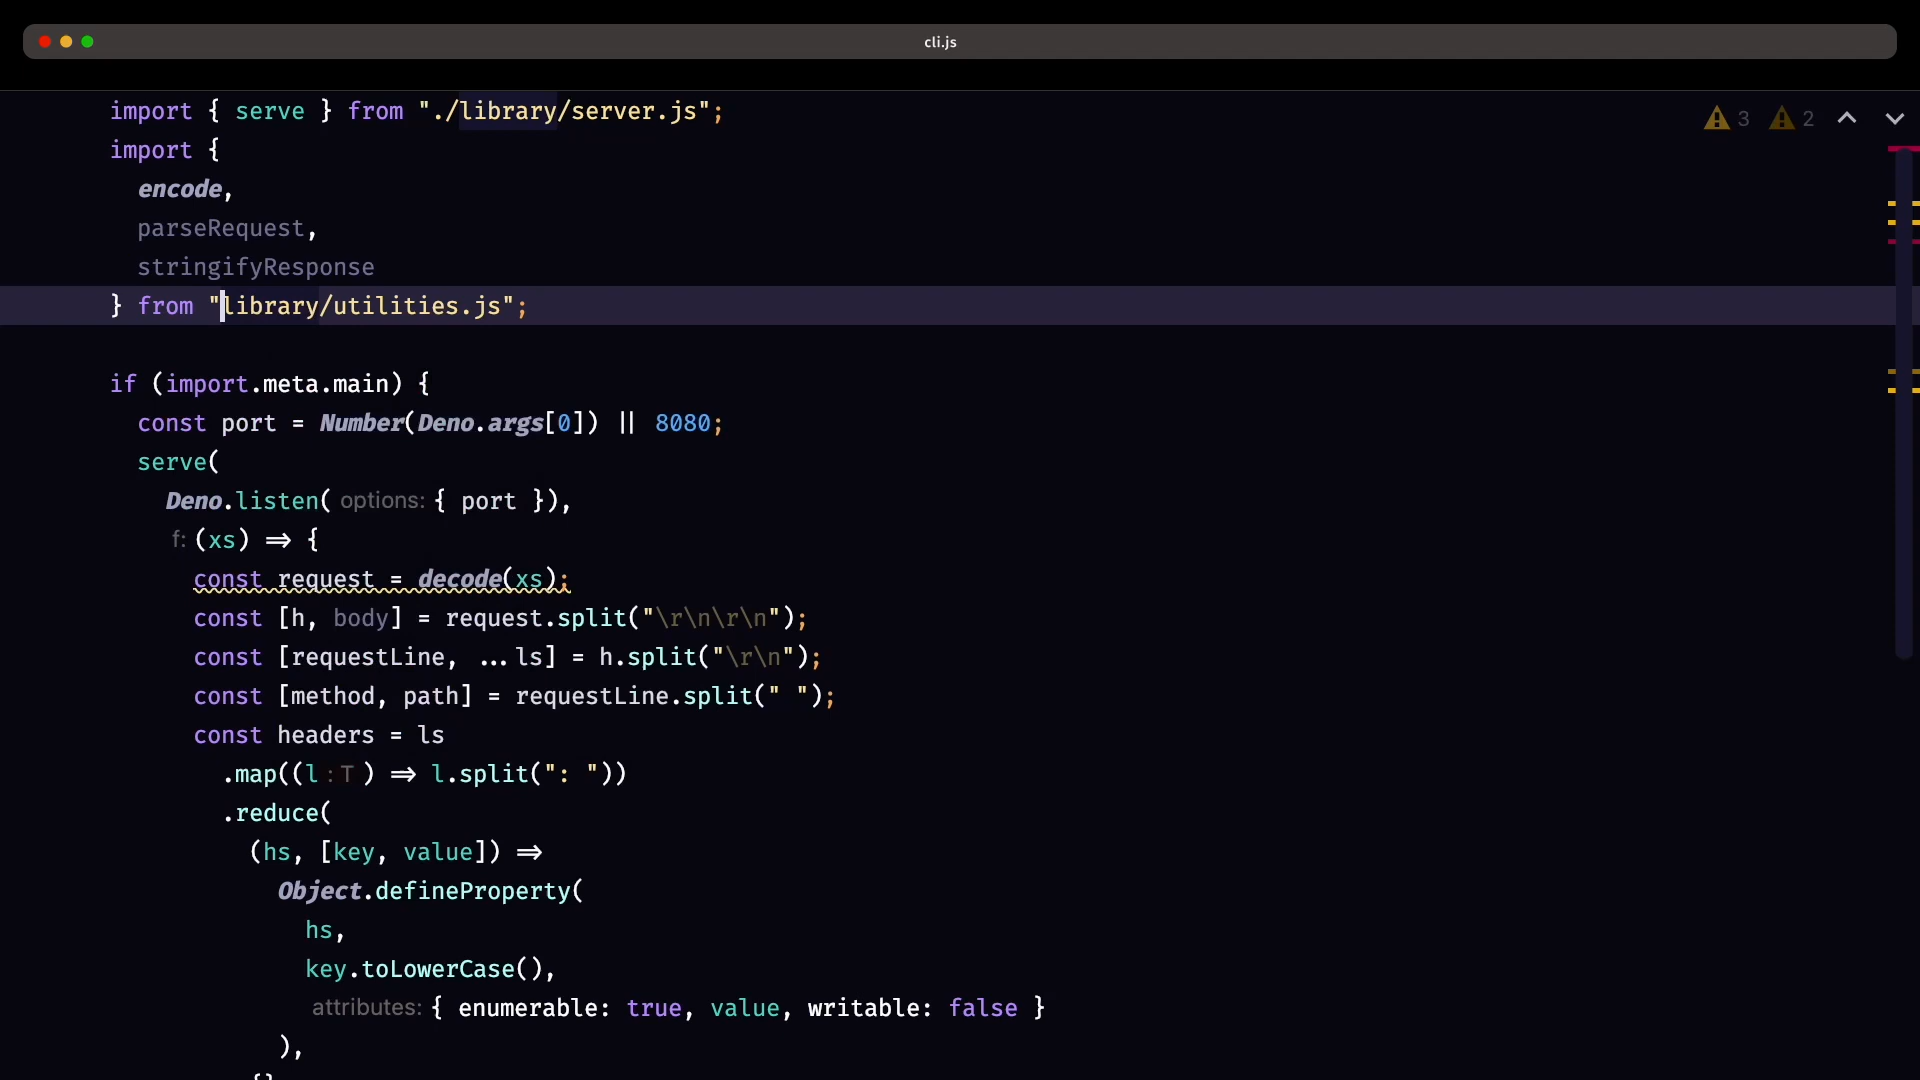 cli.js
import { serve } from "./library/server.js";
3 2
import {
encode,
parseRequest,
stringifyResponse
} from "library/utilities.js";
if (import.meta.main) {
const port = Number(Deno.args[0]) || 8080;
serve(
Deno.listen( options: { port }),
f: (xs) => {
const request = decode(xs);
const [h, body] = request.split("\r\n\r\n");
const [requestLine, ...ls] = h.split("\r\n");
const [method, path] = requestLine.split(" ");
const headers = ls
.map((l : T ) => l.split(": "))
.reduce(
(hs, [key, value]) =>
Object.defineProperty(
hs,
key.toLowerCase(),
attributes: { enumerable: true, value, writable: false }
),
{}